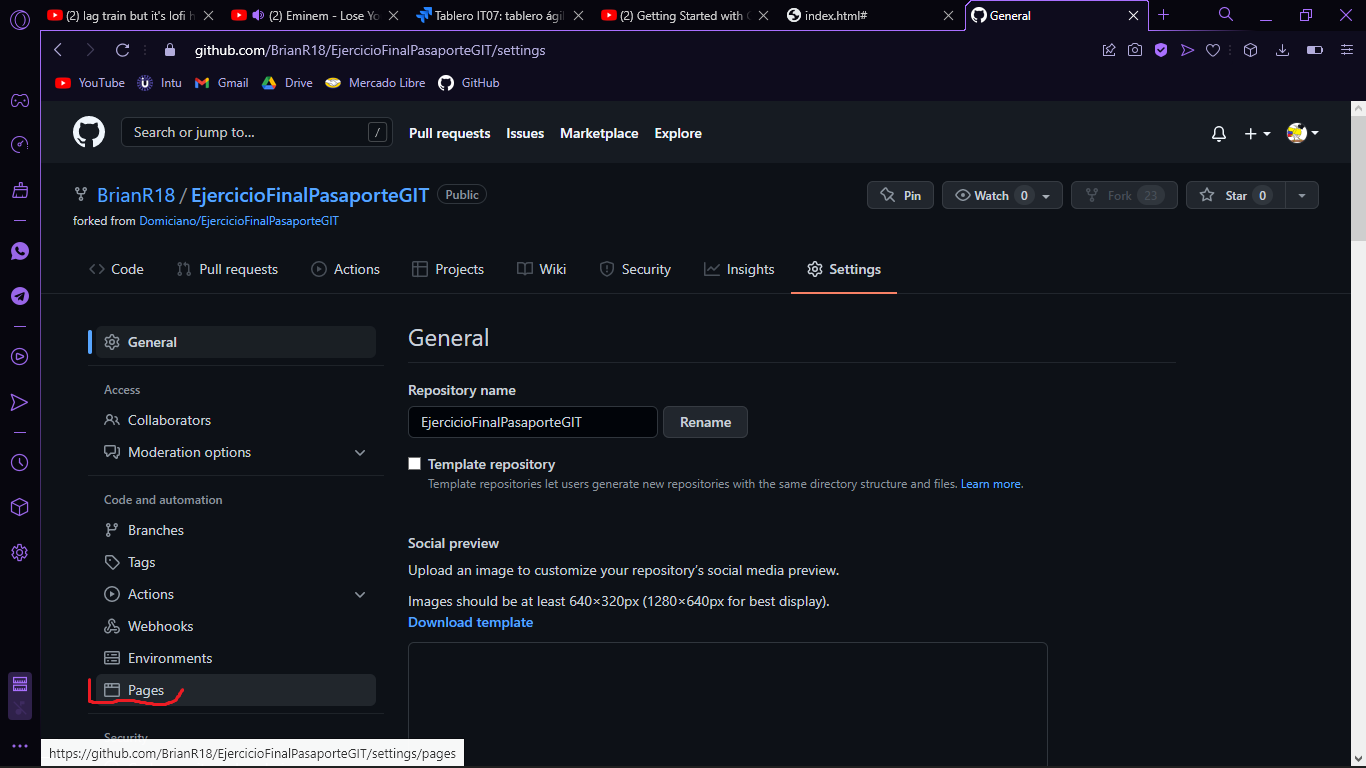 (2) lag train but it's lofi h
(2) Eminem - Lose Yo
Tablero IT07: tablero ágil
(2) Getting Started with
index.html#
General
github.com/BrianR18/EjercicioFinalPasaporteGIT/settings
YouTube
Intu
Gmail
Drive
Mercado Libre
GitHub
Search or jump to...
/
Pull requests
Issues
Marketplace
Explore
BrianR18 / EjercicioFinalPasaporteGIT
Public
Pin
Watch 0
Fork 23
Star 0
forked from Domiciano/EjercicioFinalPasaporteGIT
Code
Pull requests
Actions
Projects
Wiki
Security
Insights
Settings
General
Access
Collaborators
Moderation options
Code and automation
Branches
Tags
Actions
Webhooks
Environments
Pages
Security
General
Repository name
EjercicioFinalPasaporteGIT
Rename
Template repository
Template repositories let users generate new repositories with the same directory structure and files. Learn more.
Social preview
Upload an image to customize your repository's social media preview.
Images should be at least 640×320px (1280×640px for best display).
Download template
https://github.com/BrianR18/EjercicioFinalPasaporteGIT/settings/pages